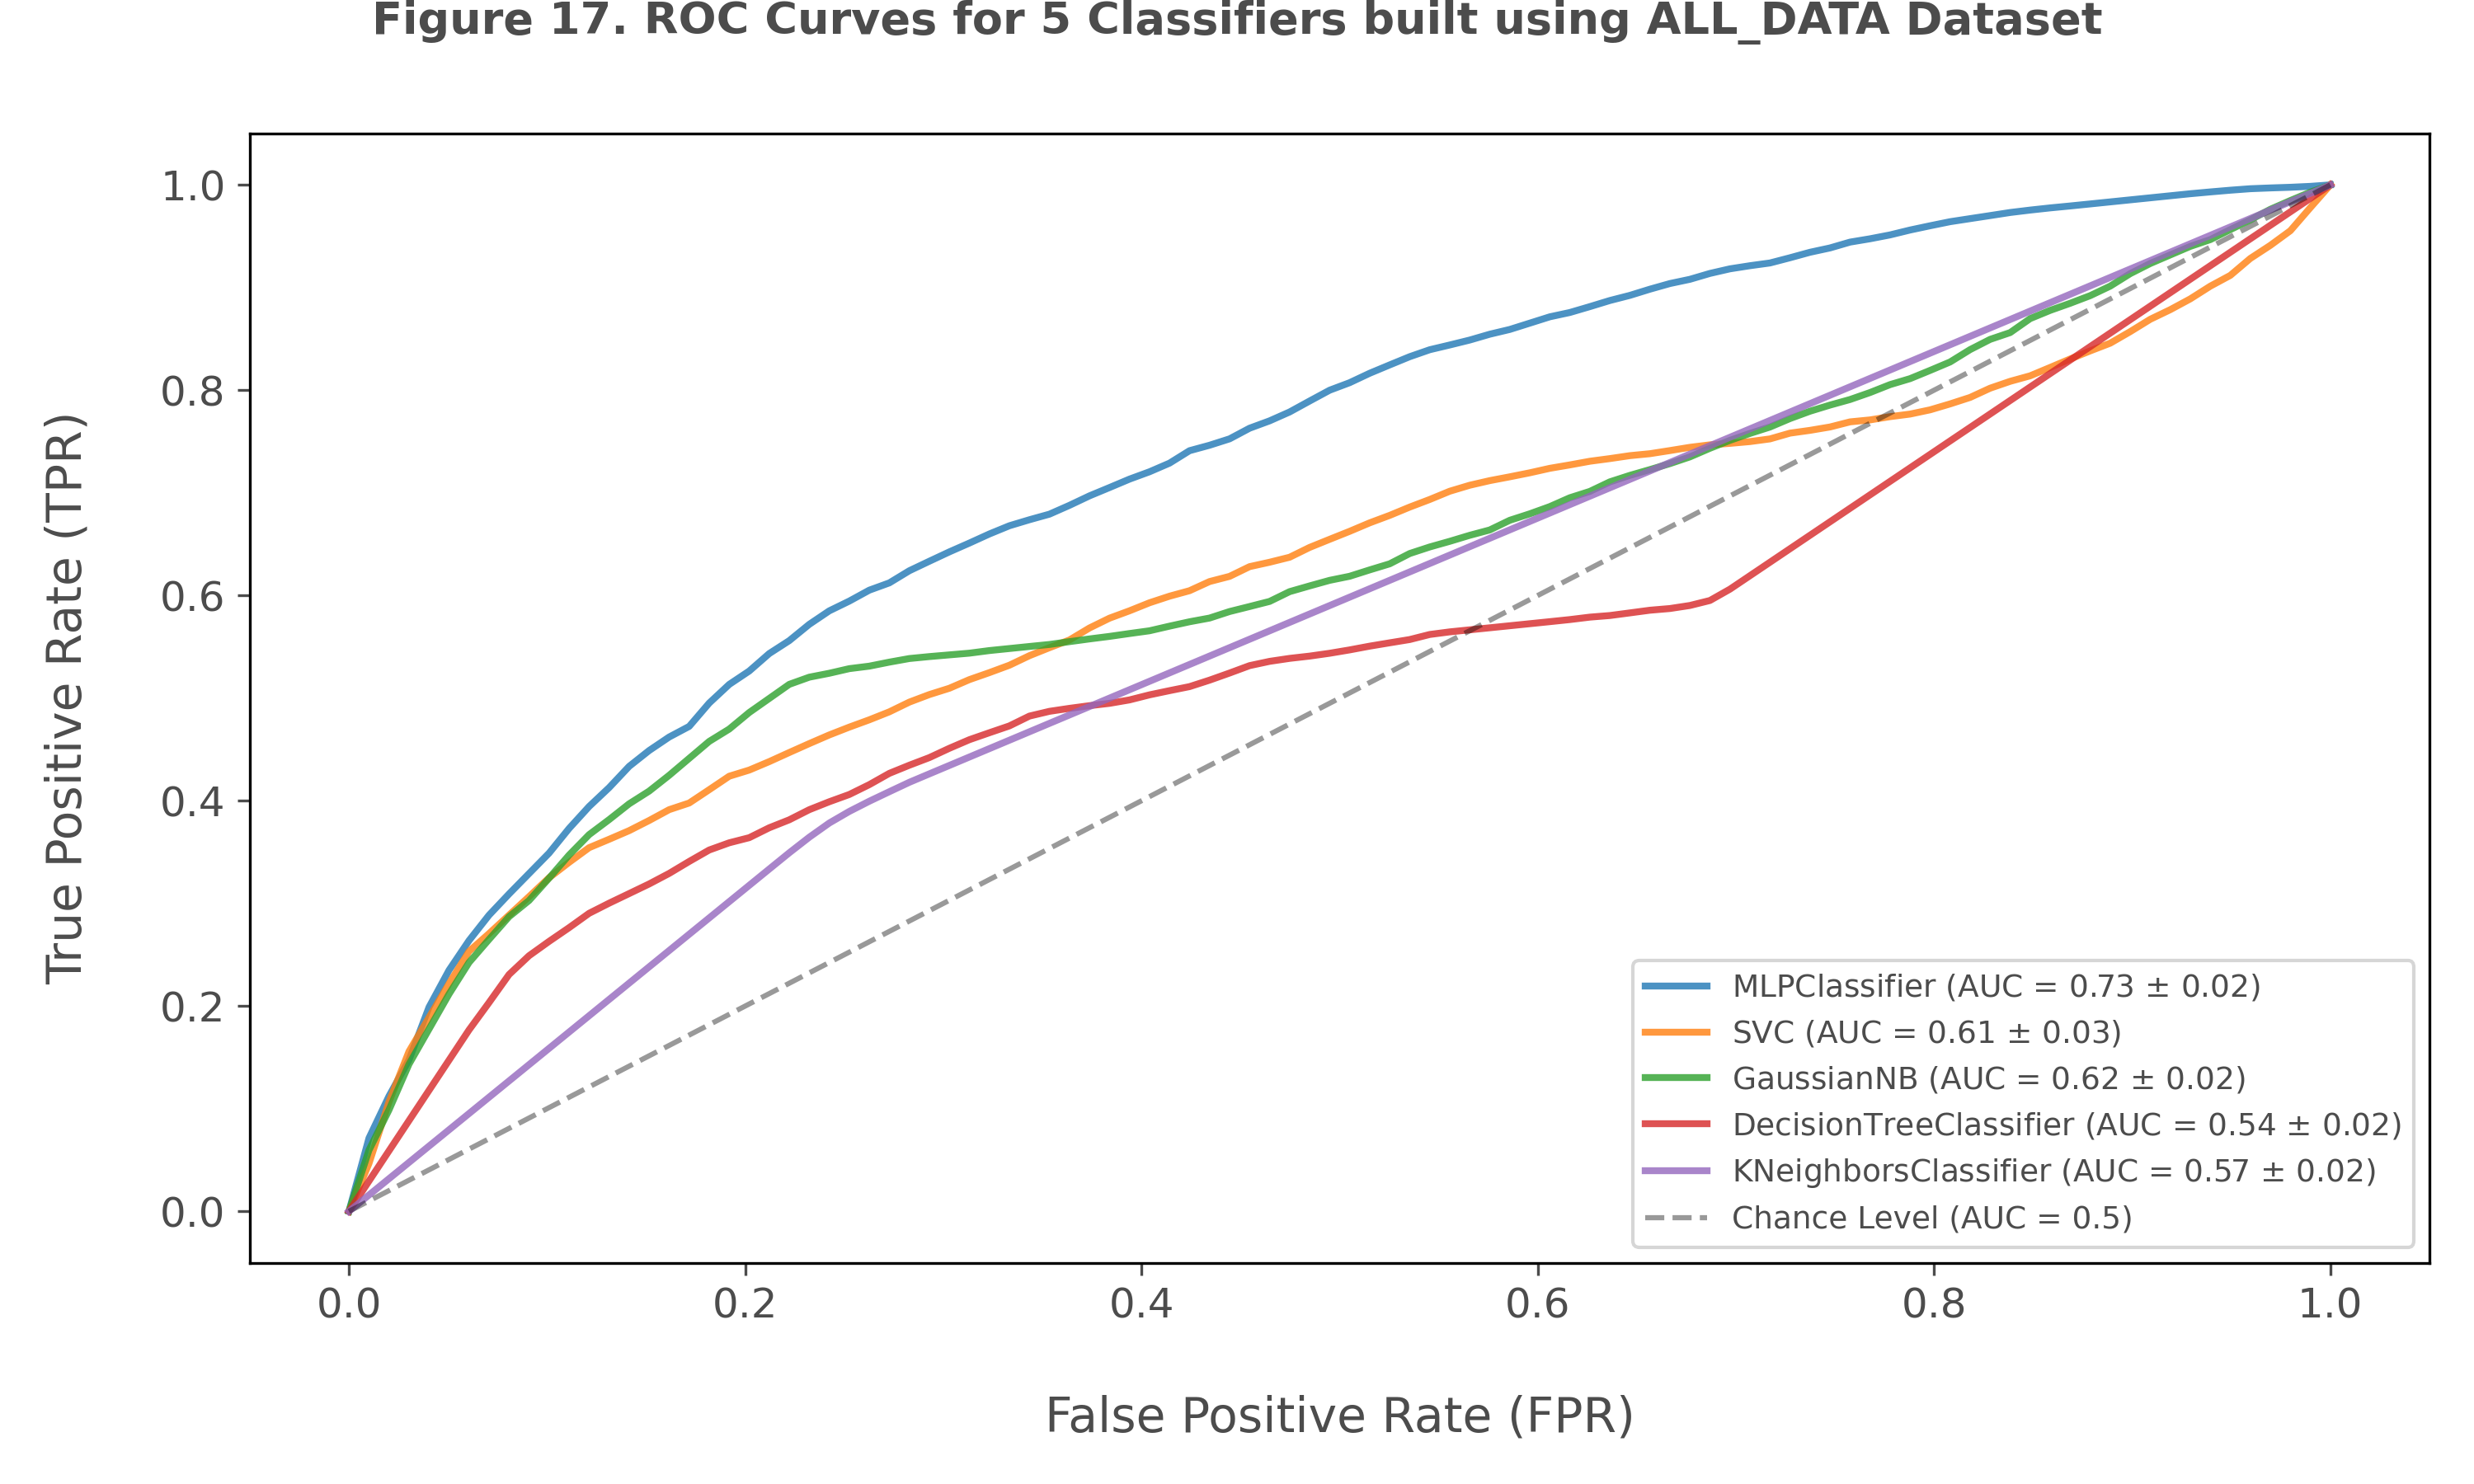 Figure 17. ROC Curves for 5 Classifiers built using ALL_DATA Dataset
True Positive Rate (TPR)
1.0
0.8
0.6
0.4
0.2
0.0
MLPClassifier (AUC = 0.73 ± 0.02)
SVC (AUC = 0.61 ± 0.03)
GaussianNB (AUC = 0.62 ± 0.02)
DecisionTreeClassifier (AUC = 0.54 ± 0.02)
KNeighborsClassifier (AUC = 0.57 ± 0.02)
Chance Level (AUC = 0.5)
0.0 0.2 0.4 0.6 0.8 1.0
False Positive Rate (FPR)